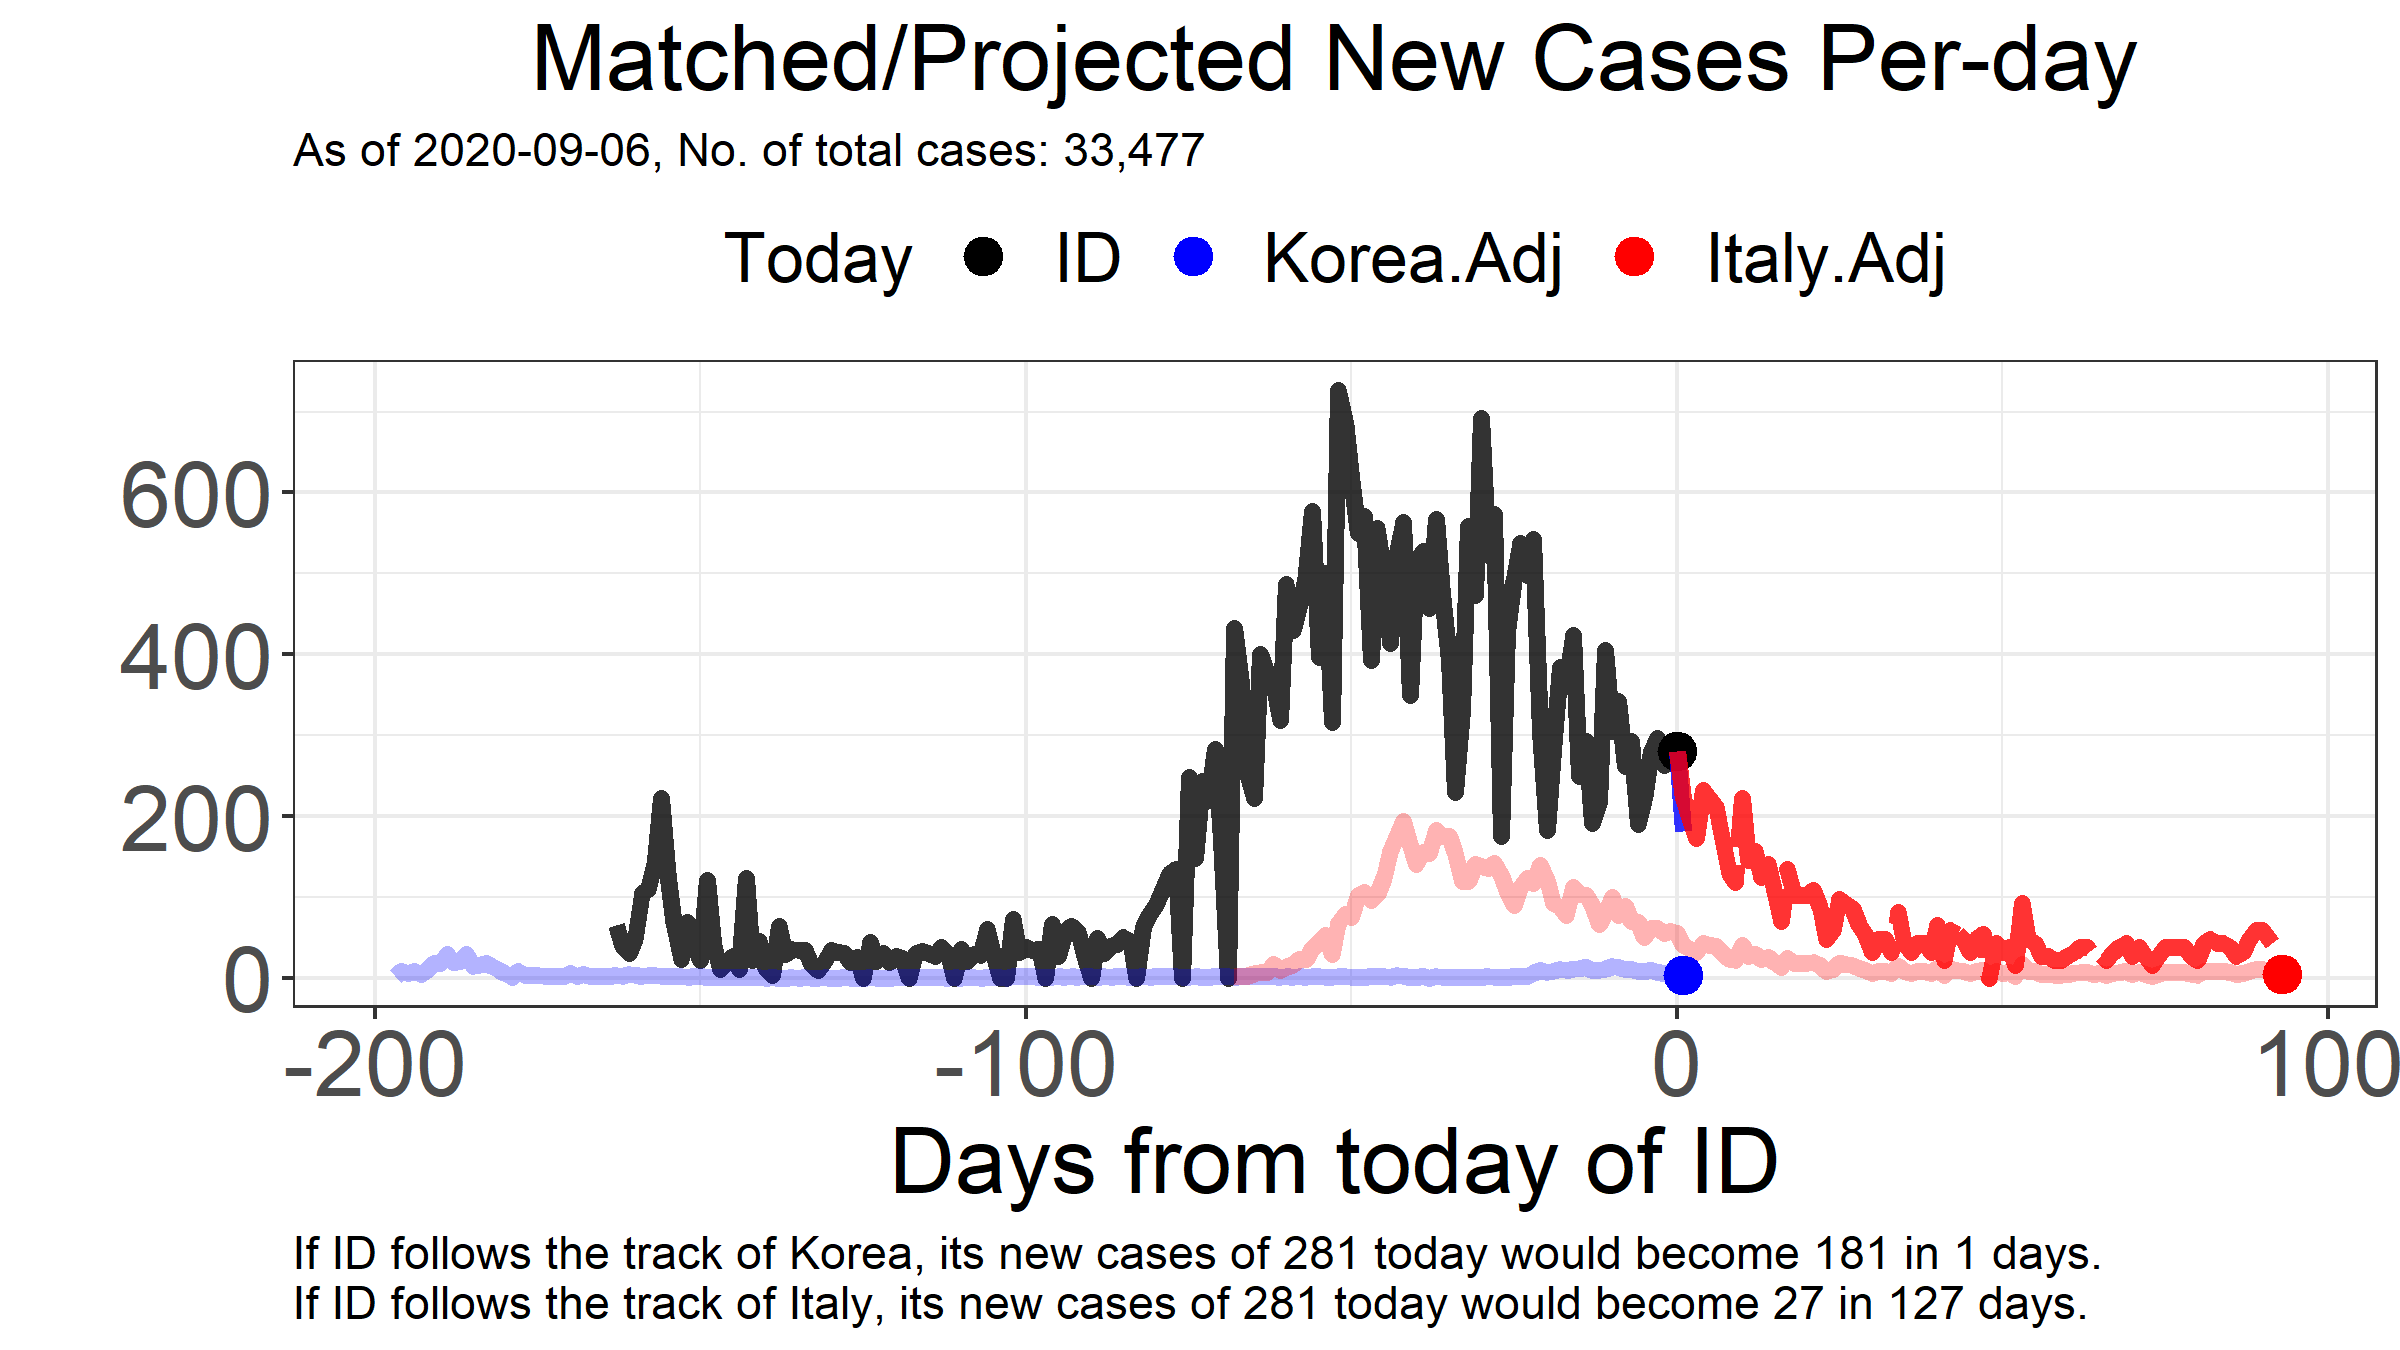 Matched/Projected New Cases Per-day
As of 2020-09-06, No. of total cases: 33,477
Today ID Korea.Adj Italy.Adj
600
400
200
0
-200 -100 0 100
Days from today of ID
If ID follows the track of Korea, its new cases of 281 today would become 181 in 1 days.
If ID follows the track of Italy, its new cases of 281 today would become 27 in 127 days.